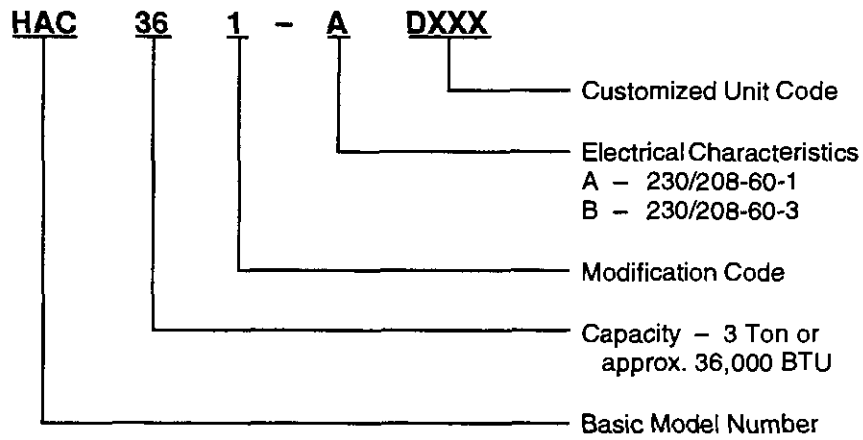 HAC 36 1 - A DXXX
Customized Unit Code
Electrical Characteristics
A – 230/208-60-1
B – 230/208-60-3
Modification Code
Capacity – 3 Ton or
approx. 36,000 BTU
Basic Model Number